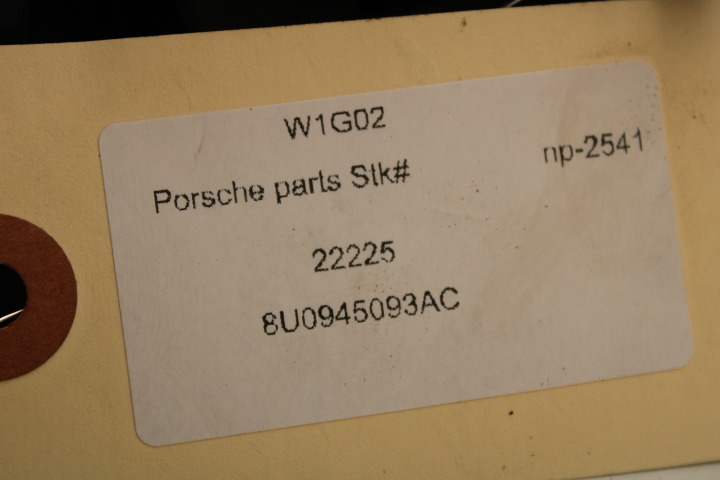 W1G02
Porsche parts Stk# np-2541
22225
8U0945093AC